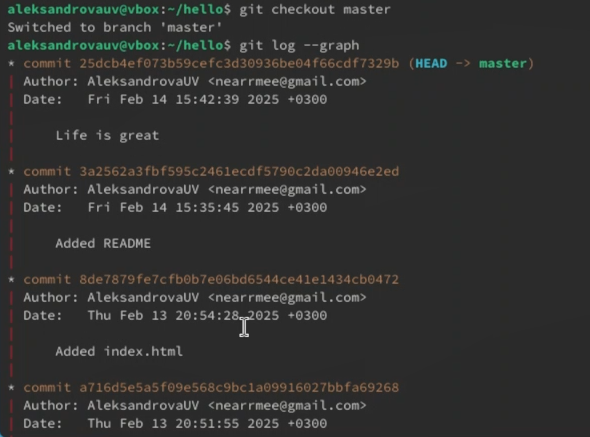 aleksandrovauv@vbox:~/hello$ git checkout master
Switched to branch 'master'
aleksandrovauv@vbox:~/hello$ git log --graph
* commit 25dcb4ef073b59cefc3d30936be04f66cdf7329b (HEAD -> master)
| Author: AleksandrovaUV <nearrmee@gmail.com>
| Date:   Fri Feb 14 15:42:39 2025 +0300
|
|     Life is great
|
* commit 3a2562a3fbf595c2461ecdf5790c2da00946e2ed
| Author: AleksandrovaUV <nearrmee@gmail.com>
| Date:   Fri Feb 14 15:35:45 2025 +0300
|
|     Added README
|
* commit 8de7879fe7cfb0b7e06bd6544ce41e1434cb0472
| Author: AleksandrovaUV <nearrmee@gmail.com>
| Date:   Thu Feb 13 20:54:28 2025 +0300
|
|     Added index.html
|
* commit a716d5e5a5f09e568c9bc1a09916027bbfa69268
| Author: AleksandrovaUV <nearrmee@gmail.com>
| Date:   Thu Feb 13 20:51:55 2025 +0300